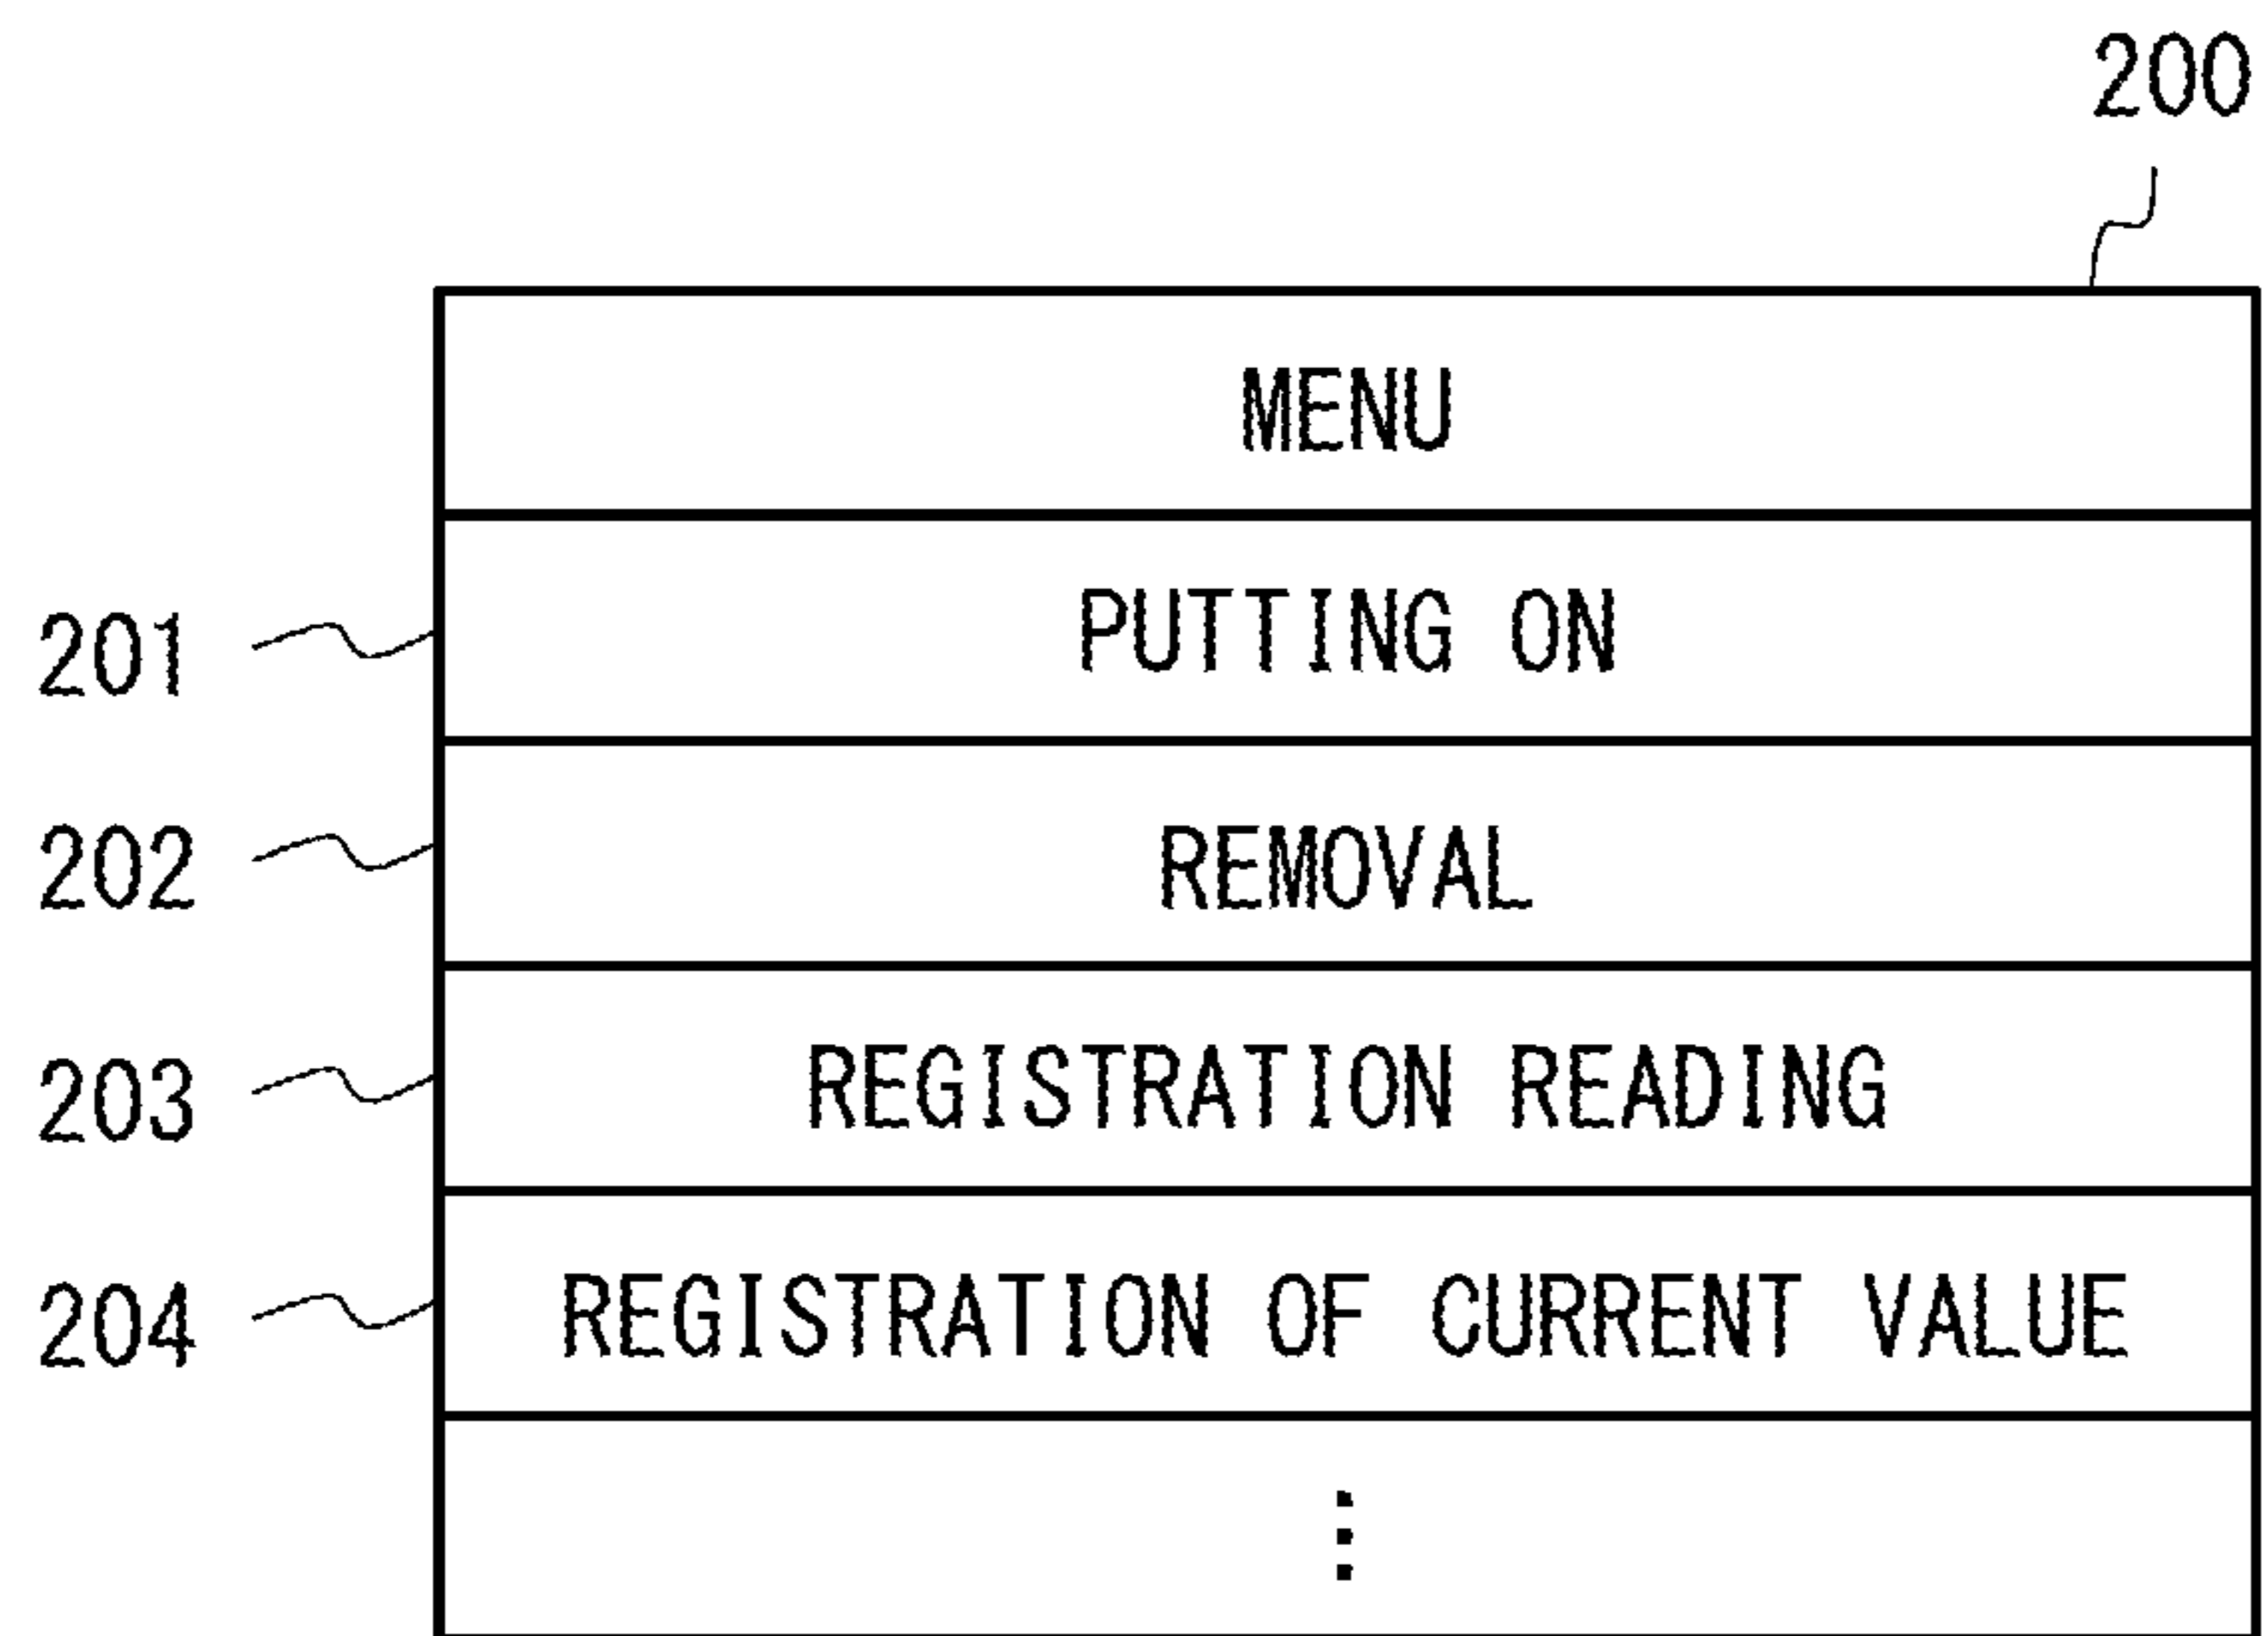 200
MENU
201 PUTTING ON
202 REMOVAL
203 REGISTRATION READING
204 REGISTRATION OF CURRENT VALUE
⋮